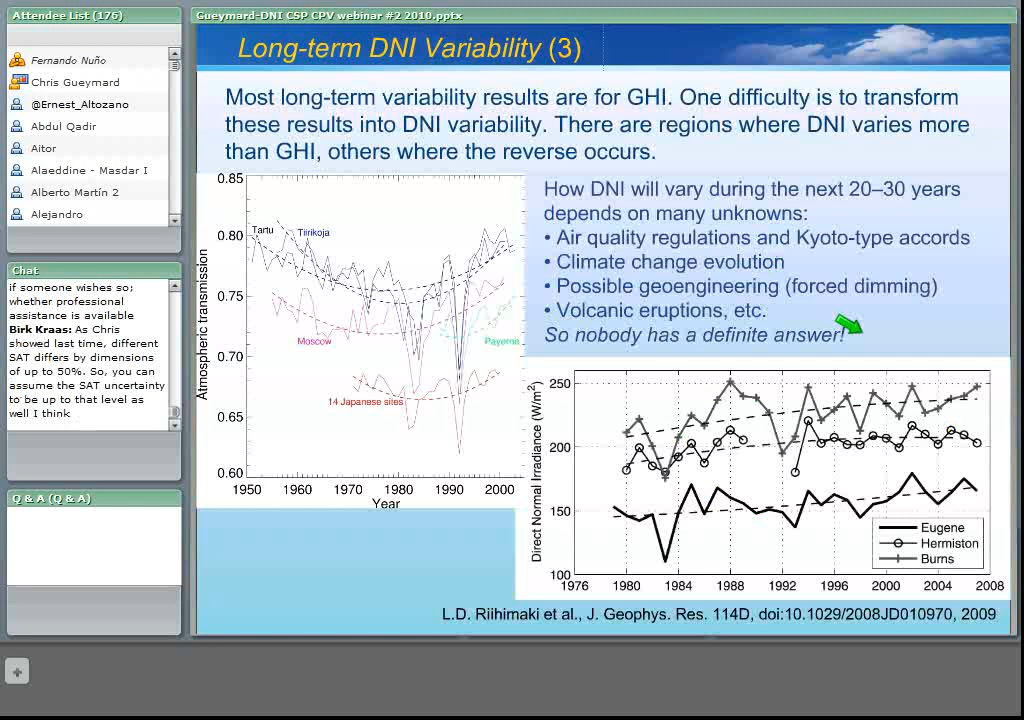 Attendee List (176)
Fernando Nuño
Chris Gueymard
@Ernest_Altozano
Abdul Qadir
Aitor
Alaeddine - Masdar I
Alberto Martín 2
Alejandro
Chat
if someone wishes so;
whether professional
assistance is available
Birk Kraas: As Chris
showed last time, different
SAT differs by dimensions
of up to 50%. So, you can
assume the SAT uncertainty
to be up to that level as
well I think
Q & A (Q & A)
Gueymard-DNI CSP CPV webinar #2 2010.pptx
Long-term DNI Variability (3)
Most long-term variability results are for GHI. One difficulty is to transform
these results into DNI variability. There are regions where DNI varies more
than GHI, others where the reverse occurs.
0.85
0.80
0.75
0.70
0.65
0.60
Atmospheric transmission
Tartu
Tiirikoja
Moscow
Payerne
14 Japanese sites
1950
1960
1970
1980
1990
2000
Year
How DNI will vary during the next 20–30 years
depends on many unknowns:
• Air quality regulations and Kyoto-type accords
• Climate change evolution
• Possible geoengineering (forced dimming)
• Volcanic eruptions, etc.
So nobody has a definite answer!
Direct Normal Irradiance (W/m²)
250
200
150
100
1976
1980
1984
1988
1992
1996
2000
2004
2008
Eugene
Hermiston
Burns
L.D. Riihimaki et al., J. Geophys. Res. 114D, doi:10.1029/2008JD010970, 2009